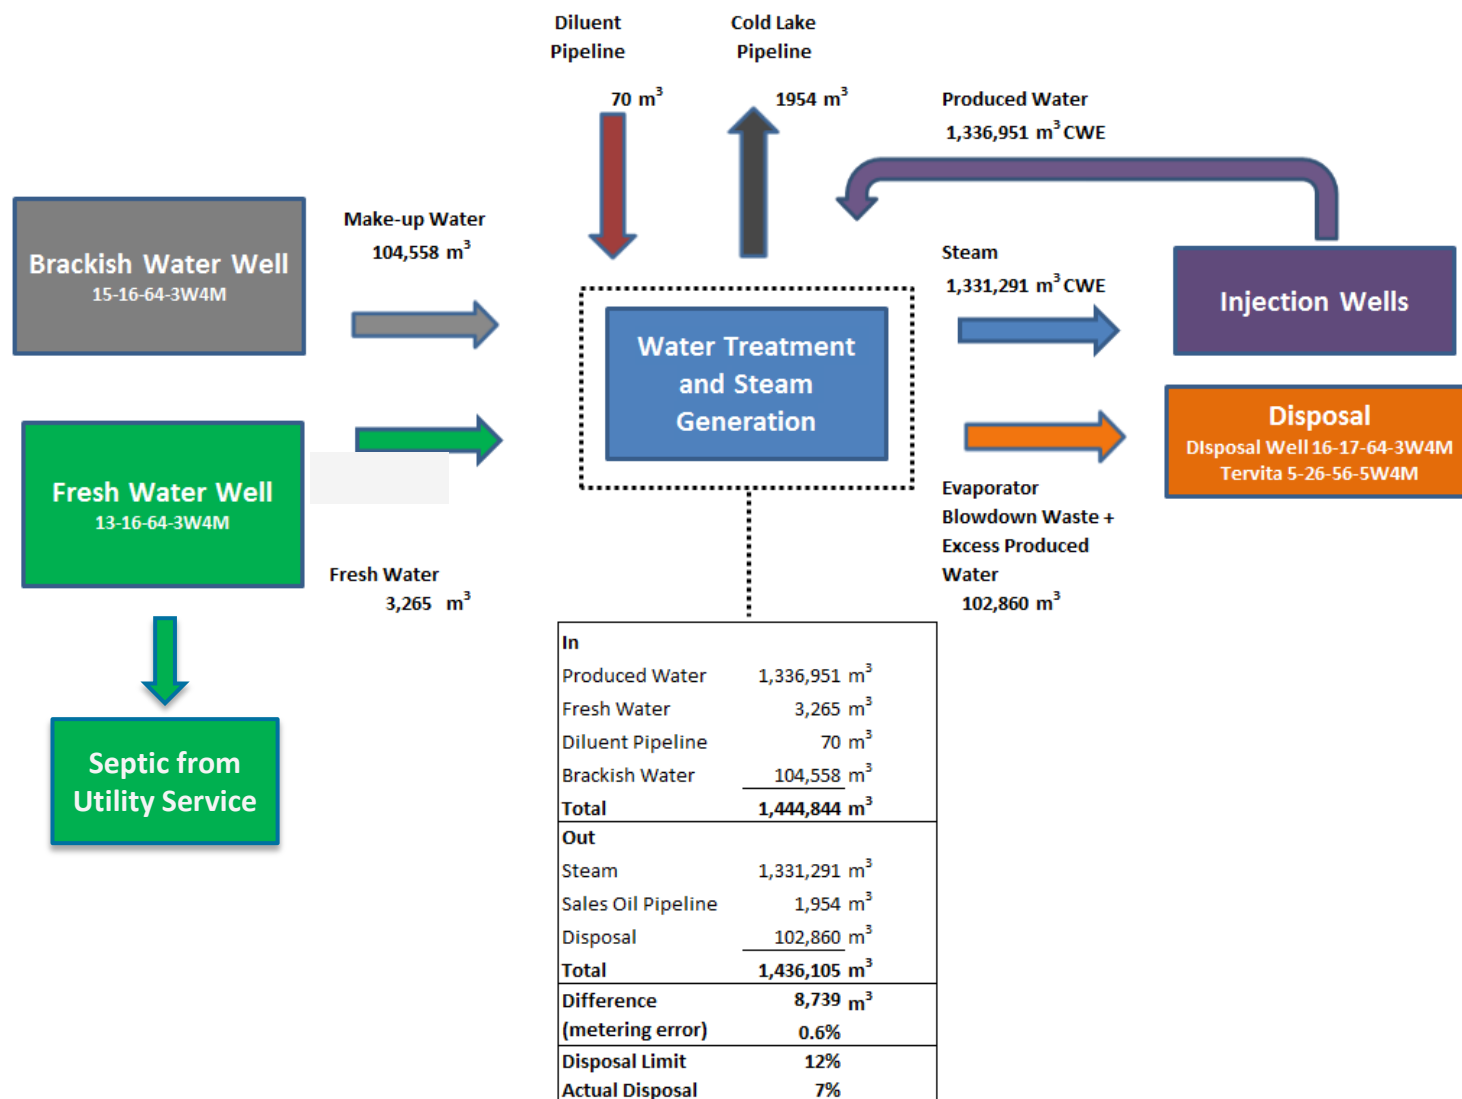 Diluent
Pipeline
70 m³
Cold Lake
Pipeline
1954 m³
Produced Water
1,336,951 m³ CWE
Brackish Water Well
15-16-64-3W4M
Make-up Water
104,558 m³
Steam
1,331,291 m³ CWE
Injection Wells
Water Treatment
and Steam
Generation
Disposal
DIsposal Well 16-17-64-3W4M
Tervita 5-26-56-5W4M
Fresh Water Well
13-16-64-3W4M
Fresh Water
3,265 m³
Evaporator
Blowdown Waste +
Excess Produced
Water
102,860 m³
Septic from
Utility Service
In
Produced Water 1,336,951 m³
Fresh Water 3,265 m³
Diluent Pipeline 70 m³
Brackish Water 104,558 m³
Total 1,444,844 m³
Out
Steam 1,331,291 m³
Sales Oil Pipeline 1,954 m³
Disposal 102,860 m³
Total 1,436,105 m³
Difference 8,739 m³
(metering error) 0.6%
Disposal Limit 12%
Actual Disposal 7%